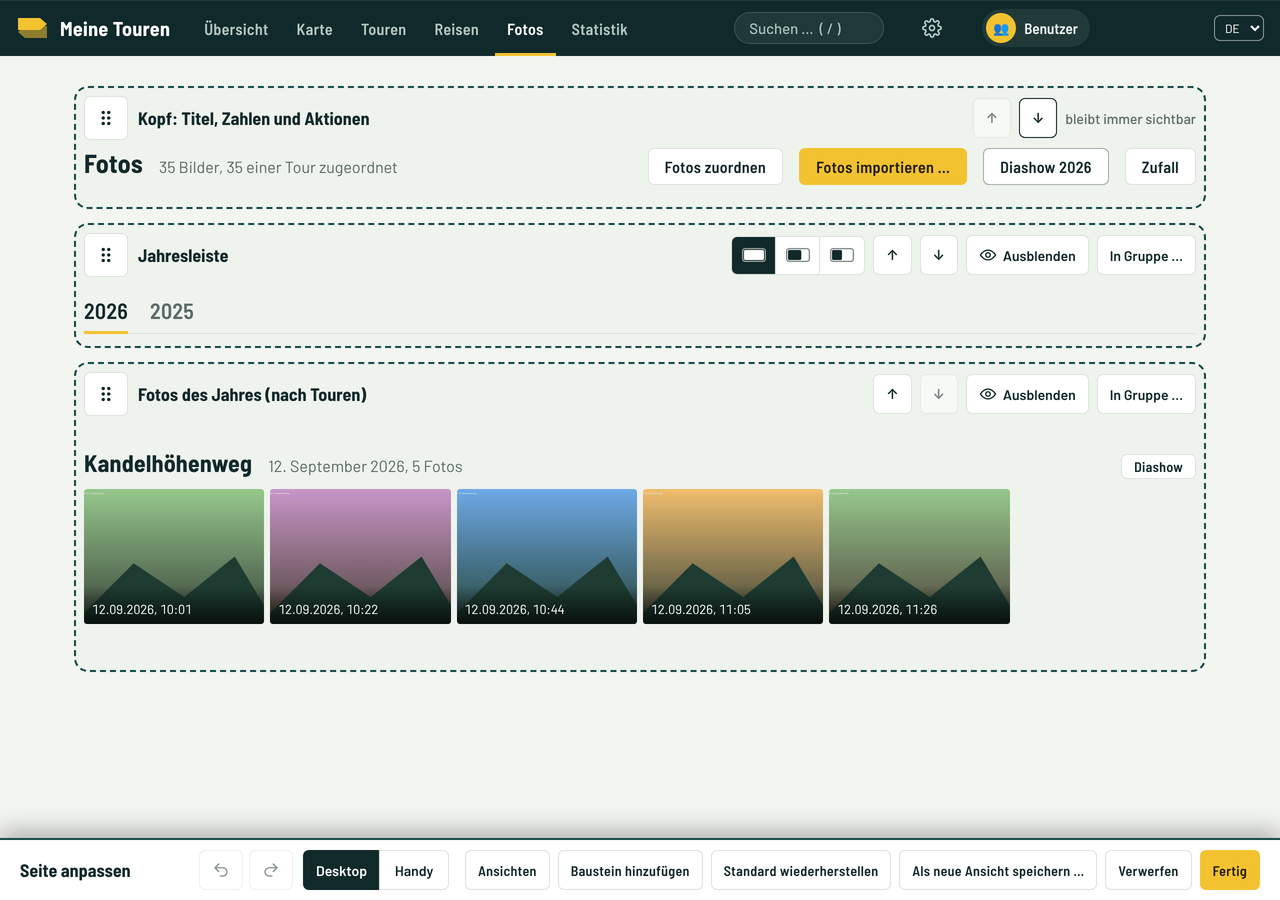 Meine Touren Übersicht Karte Touren Reisen Fotos Statistik Suchen ... ( / ) Benutzer DE
Kopf: Titel, Zahlen und Aktionen bleibt immer sichtbar
Fotos 35 Bilder, 35 einer Tour zugeordnet Fotos zuordnen Fotos importieren ... Diashow 2026 Zufall
Jahresleiste Ausblenden In Gruppe ...
2026 2025
Fotos des Jahres (nach Touren) Ausblenden In Gruppe ...
Kandelhöhenweg 12. September 2026, 5 Fotos Diashow
12.09.2026, 10:01 12.09.2026, 10:22 12.09.2026, 10:44 12.09.2026, 11:05 12.09.2026, 11:26
Seite anpassen Desktop Handy Ansichten Baustein hinzufügen Standard wiederherstellen Als neue Ansicht speichern ... Verwerfen Fertig